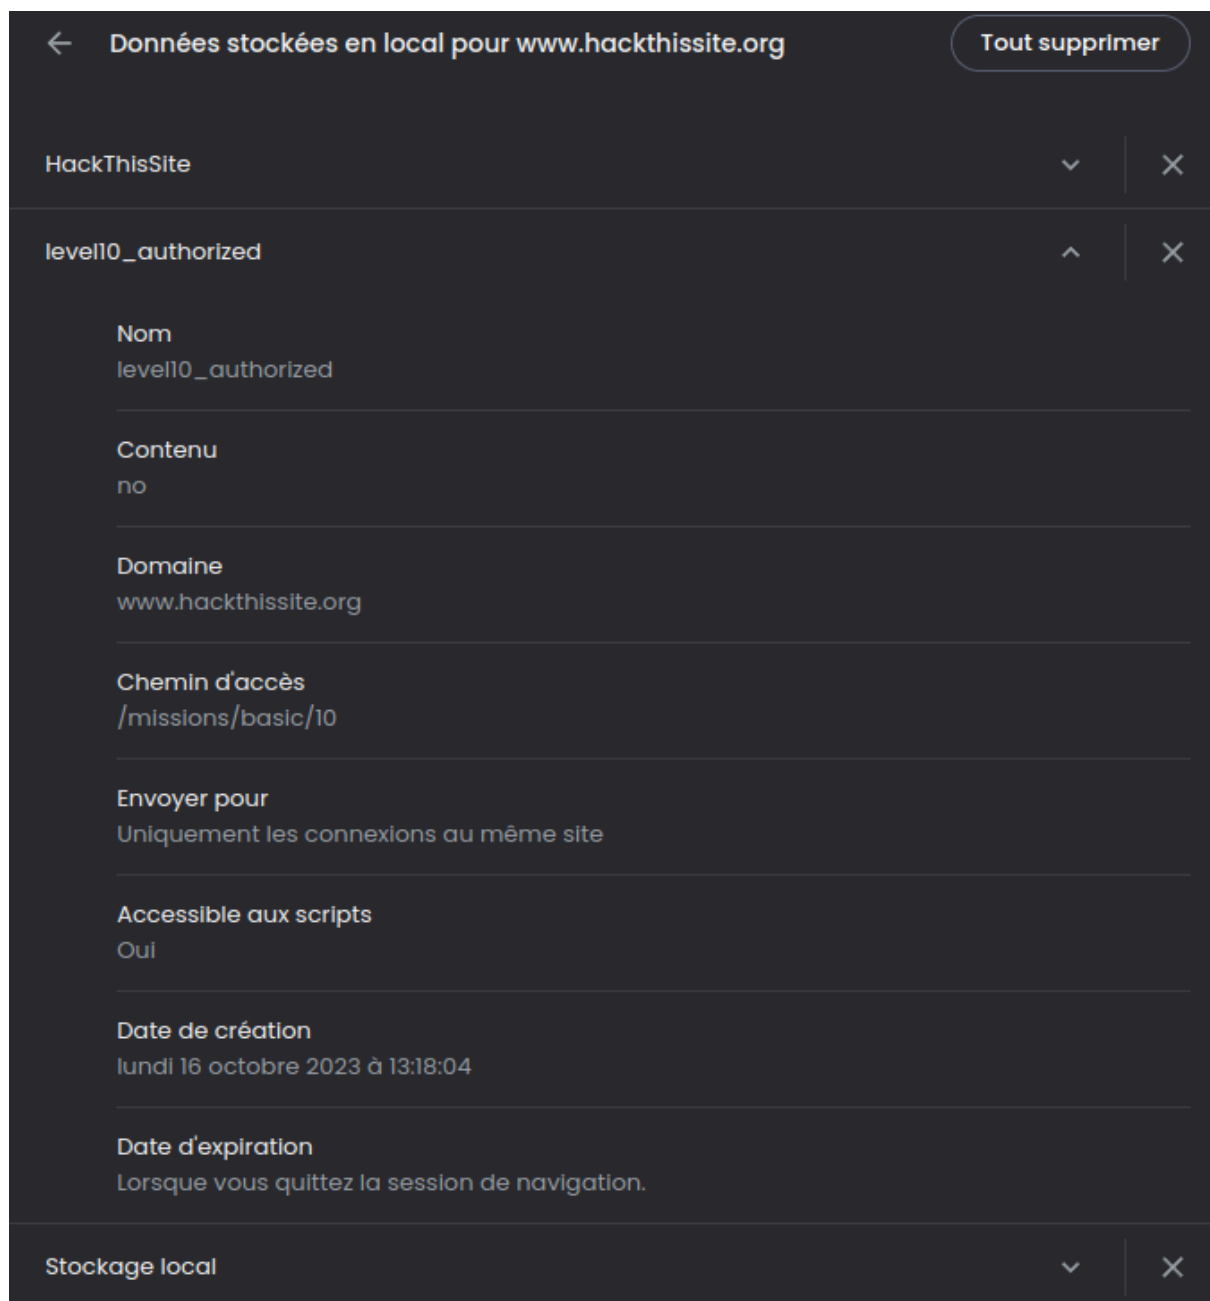 Données stockées en local pour www.hackthissite.org
Tout supprimer
HackThisSite
level10_authorized
Nom
level10_authorized
Contenu
no
Domaine
www.hackthissite.org
Chemin d'accès
/missions/basic/10
Envoyer pour
Uniquement les connexions au même site
Accessible aux scripts
Oui
Date de création
lundi 16 octobre 2023 à 13:18:04
Date d'expiration
Lorsque vous quittez la session de navigation.
Stockage local